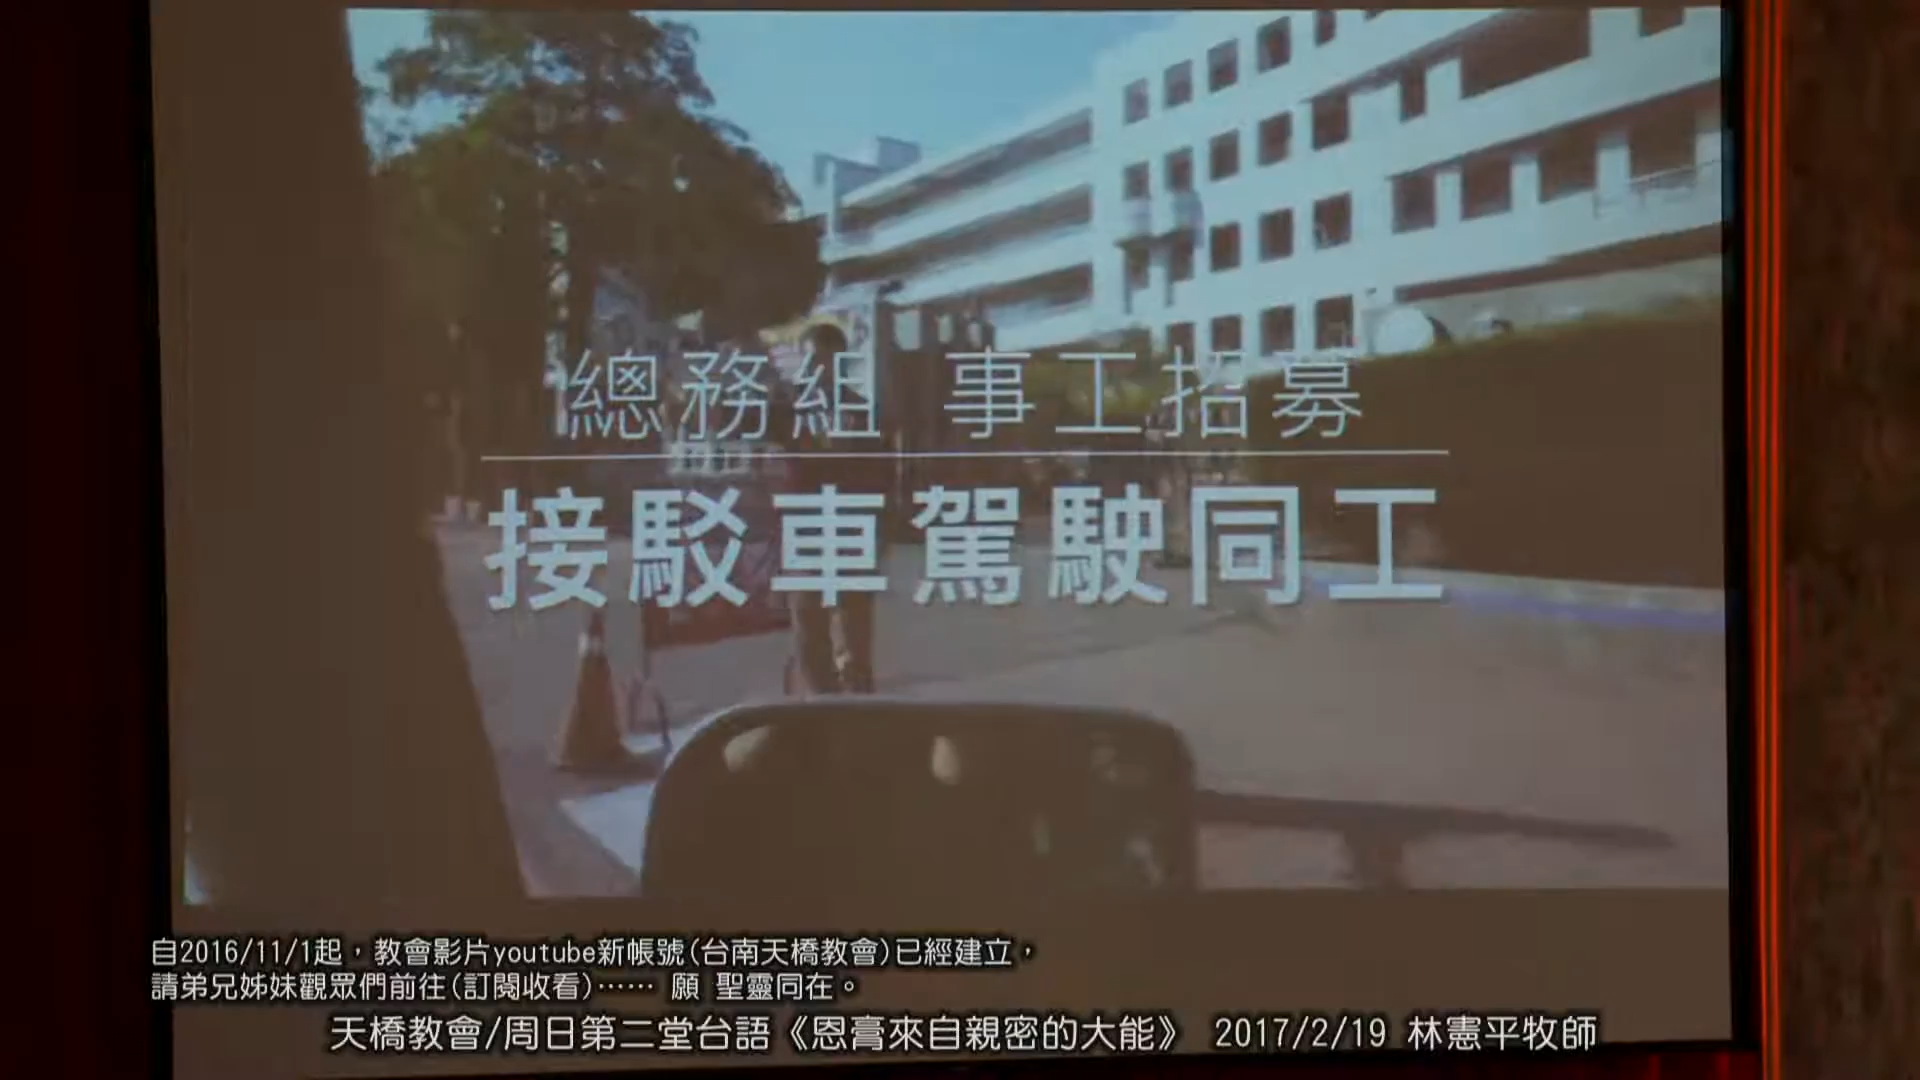 總務組 事工招募
接駁車駕駛同工
自2016/11/1起，教會影片youtube新帳號(台南天橋教會)已經建立，
請弟兄姊妹觀眾們前往(訂閱收看)…… 願 聖靈同在。
天橋教會/周日第二堂台語《恩膏來自親密的大能》 2017/2/19 林憲平牧師